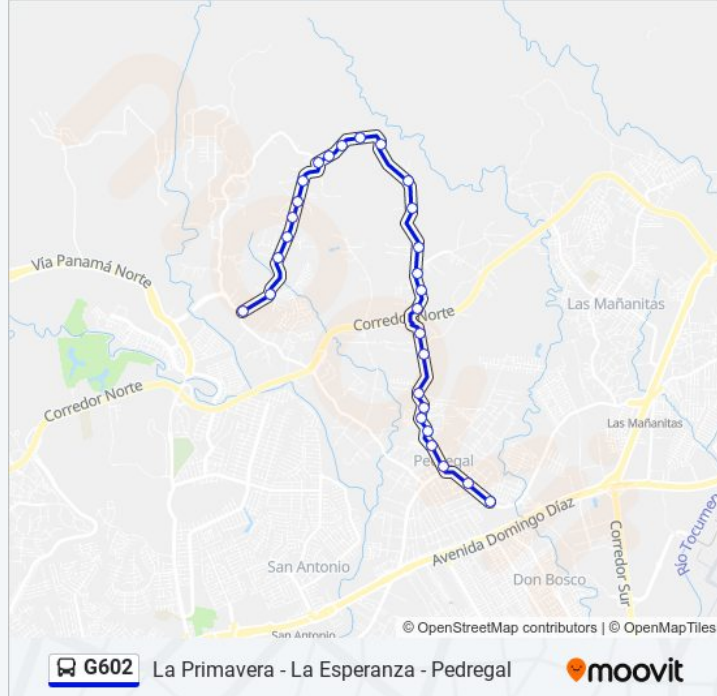 Vía Panamá Norte
Las Mañanitas
Corredor Norte
Corredor Norte
Las Mañanitas
Pedregal
Avenida Domingo Díaz
Corredor Sur
Río Tocumen
San Antonio
Don Bosco
San Antonio
© OpenStreetMap contributors | © OpenMapTiles
G602 La Primavera - La Esperanza - Pedregal moovit